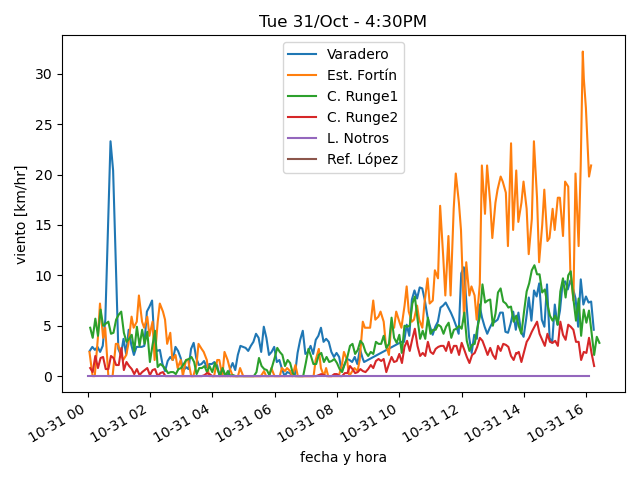 Tue 31/Oct - 4:30PM
Varadero
Est. Fortín
C. Runge1
C. Runge2
L. Notros
Ref. López
viento [km/hr]
30
25
20
15
10
5
0
10-31 00
10-31 02
10-31 04
10-31 06
10-31 08
10-31 10
10-31 12
10-31 14
10-31 16
fecha y hora